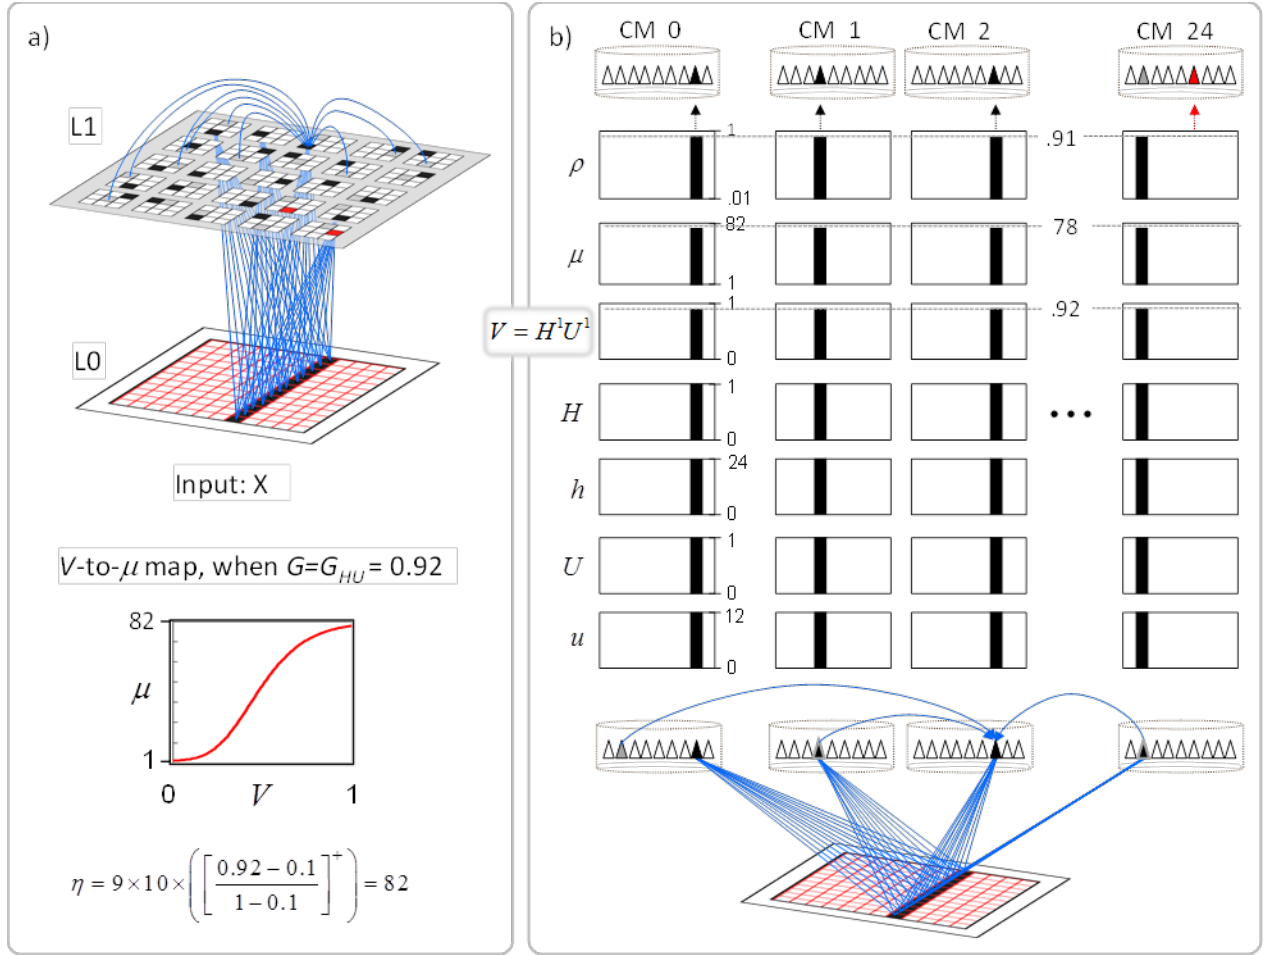 a)
L1
L0
Input: X
V-to-μ map, when G=G_HU = 0.92
82
μ
1
0
V
1
η = 9×10×([0.92−0.1 / 1−0.1]⁺) = 82
V = H¹U¹
b)
CM 0
CM 1
CM 2
CM 24
ρ
1
.01
.91
μ
82
1
78
1
0
.92
H
1
0
•••
h
24
0
U
1
0
u
12
0